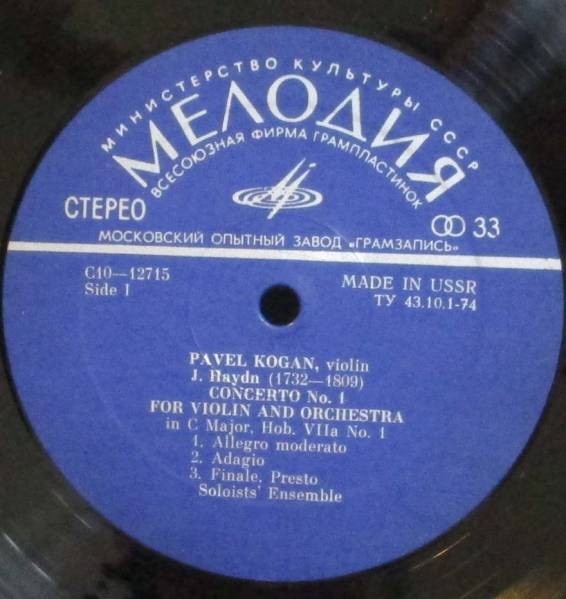 МИНИСТЕРСТВО КУЛЬТУРЫ СССР
МЕЛОДИЯ
ВСЕСОЮЗНАЯ ФИРМА ГРАМПЛАСТИНОК
СТЕРЕО
33
МОСКОВСКИЙ ОПЫТНЫЙ ЗАВОД «ГРАМЗАПИСЬ»
С10—12715
Side I
MADE IN USSR
ТУ 43.10.1-74
PAVEL KOGAN, violin
J. Haydn (1732—1809)
CONCERTO No. 1
FOR VIOLIN AND ORCHESTRA
in C Major, Hob. VIIa No. 1
1. Allegro moderato
2. Adagio
3. Finale, Presto
Soloists' Ensemble